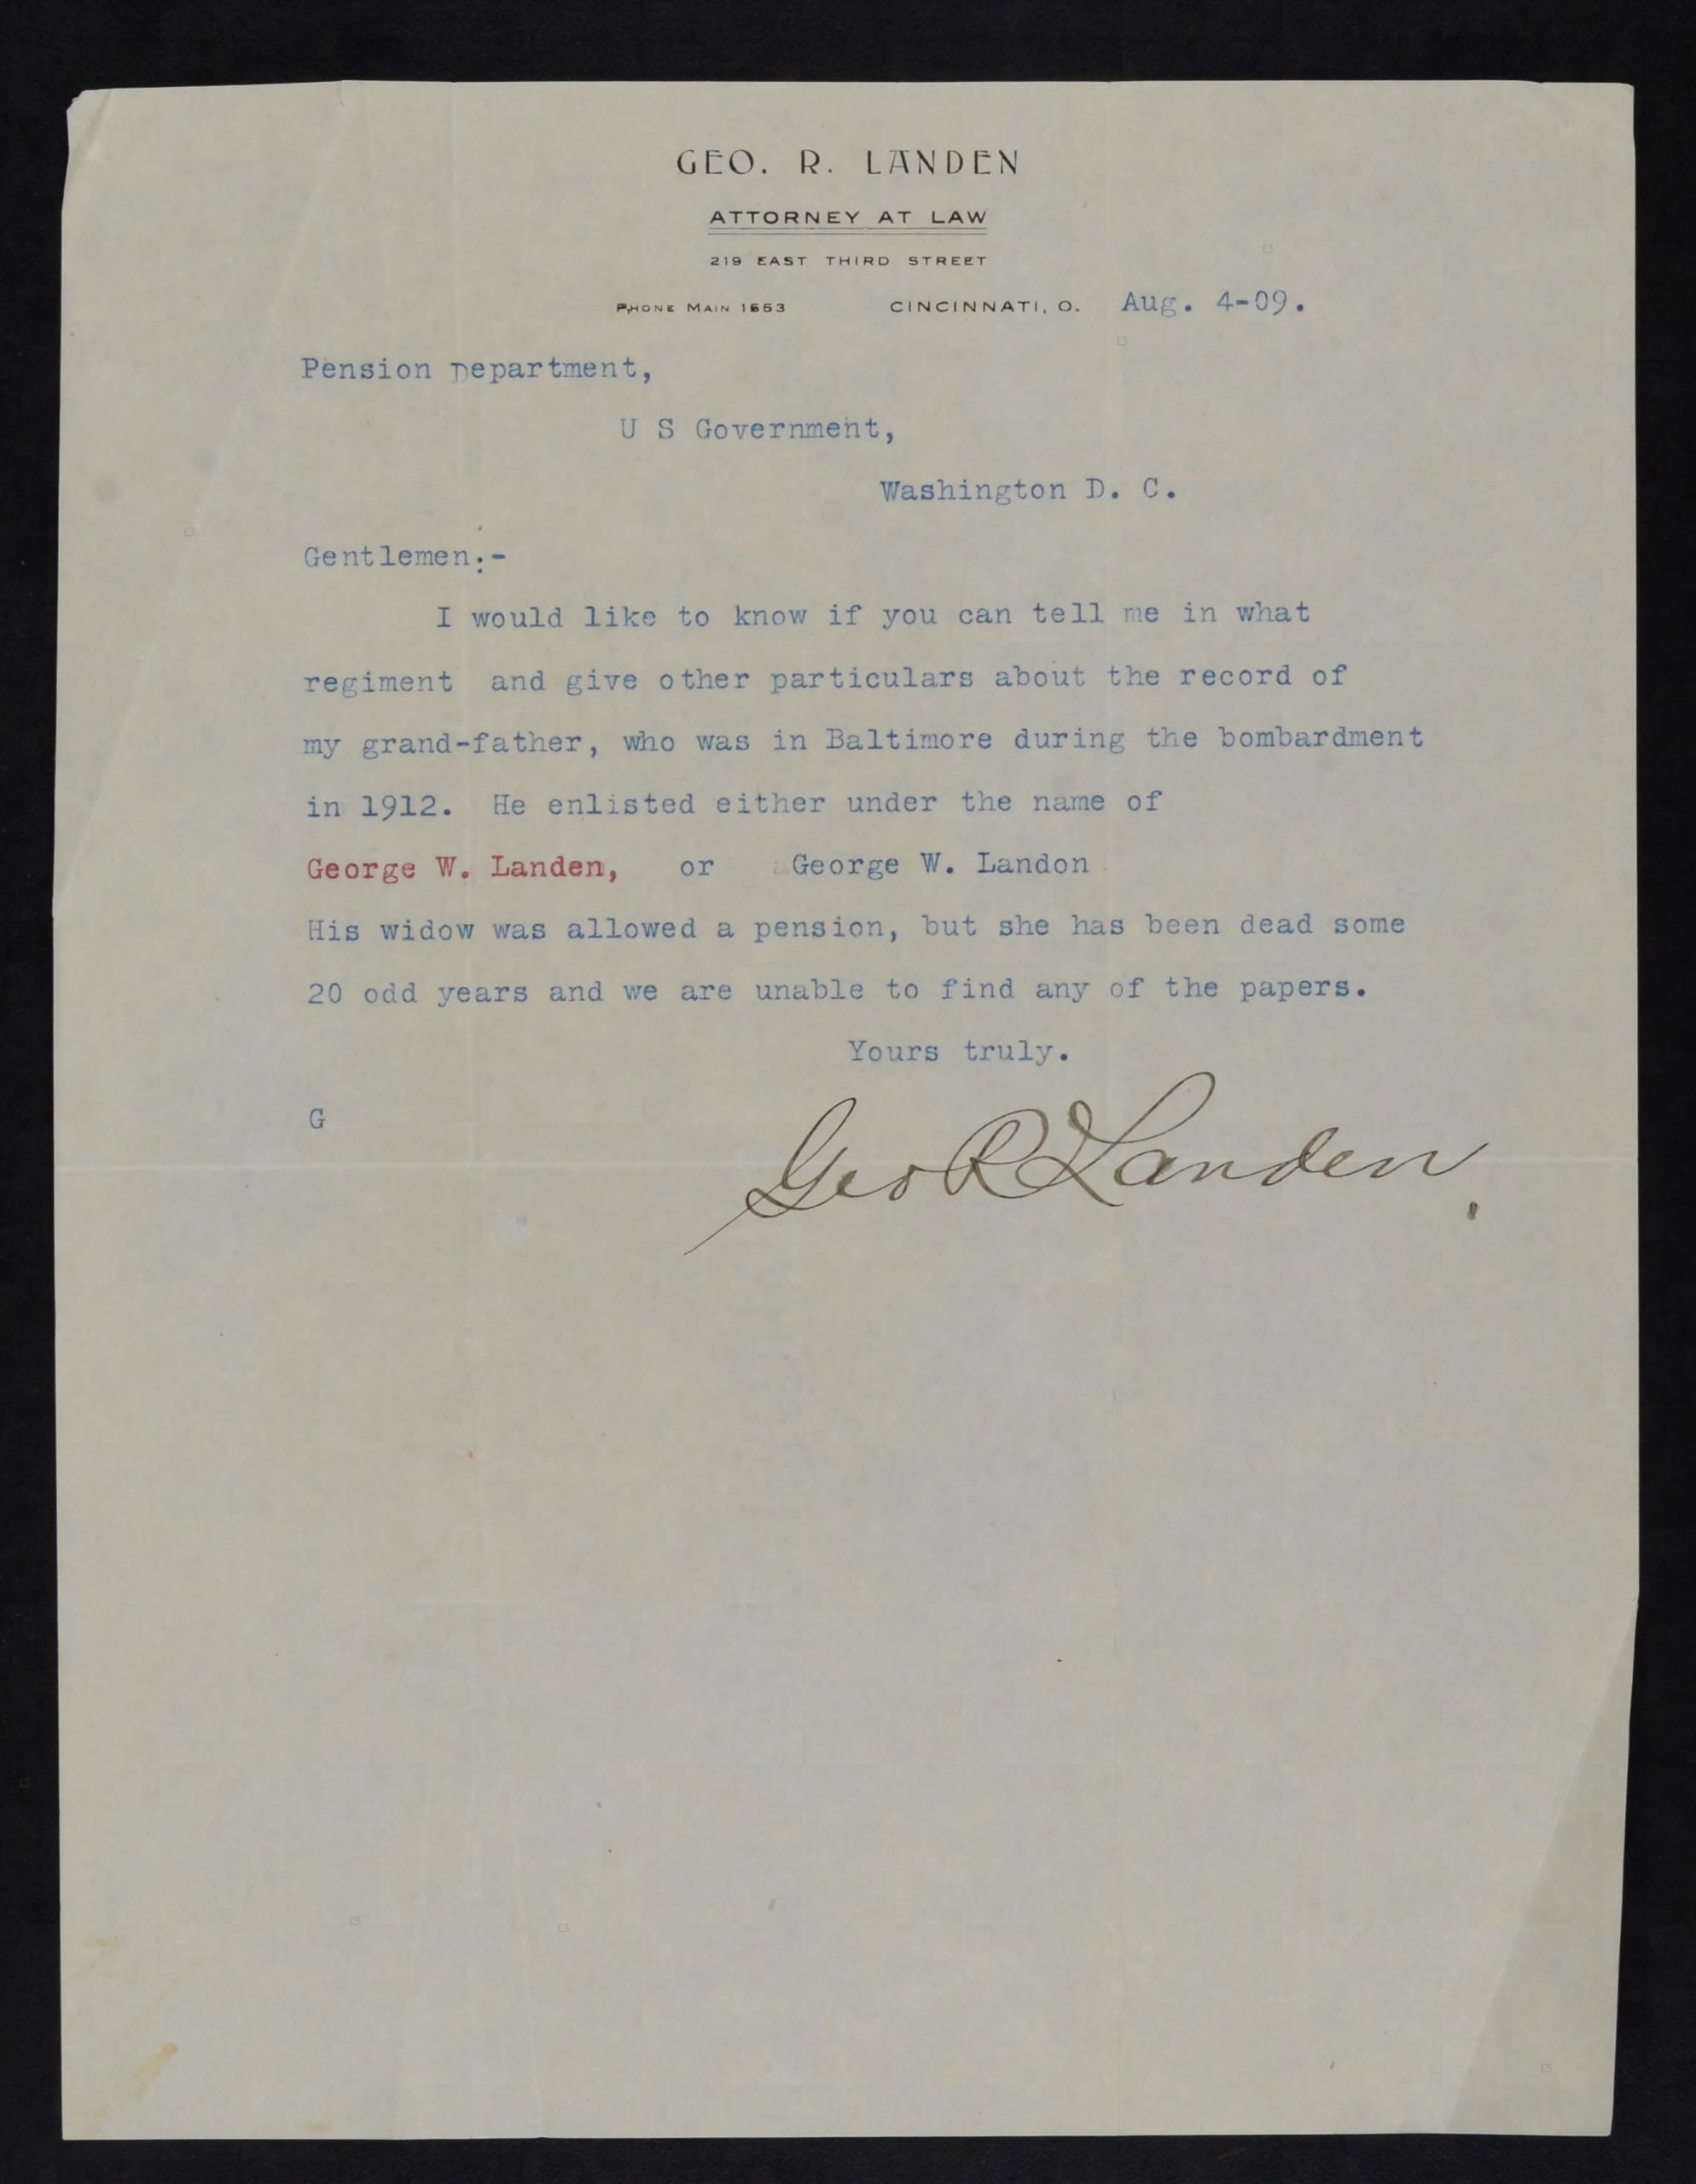 GEO. R. LANDEN
ATTORNEY AT LAW
219 EAST THIRD STREET
PHONE MAIN 1553 CINCINNATI, O. Aug. 4-09.
Pension Department,
U S Government,
Washington D. C.
Gentlemen:-
I would like to know if you can tell me in what
regiment and give other particulars about the record of
my grand-father, who was in Baltimore during the bombardment
in 1912. He enlisted either under the name of
George W. Landen, or George W. Landon
His widow was allowed a pension, but she has been dead some
20 odd years and we are unable to find any of the papers.
Yours truly.
G
Geo R Landen.